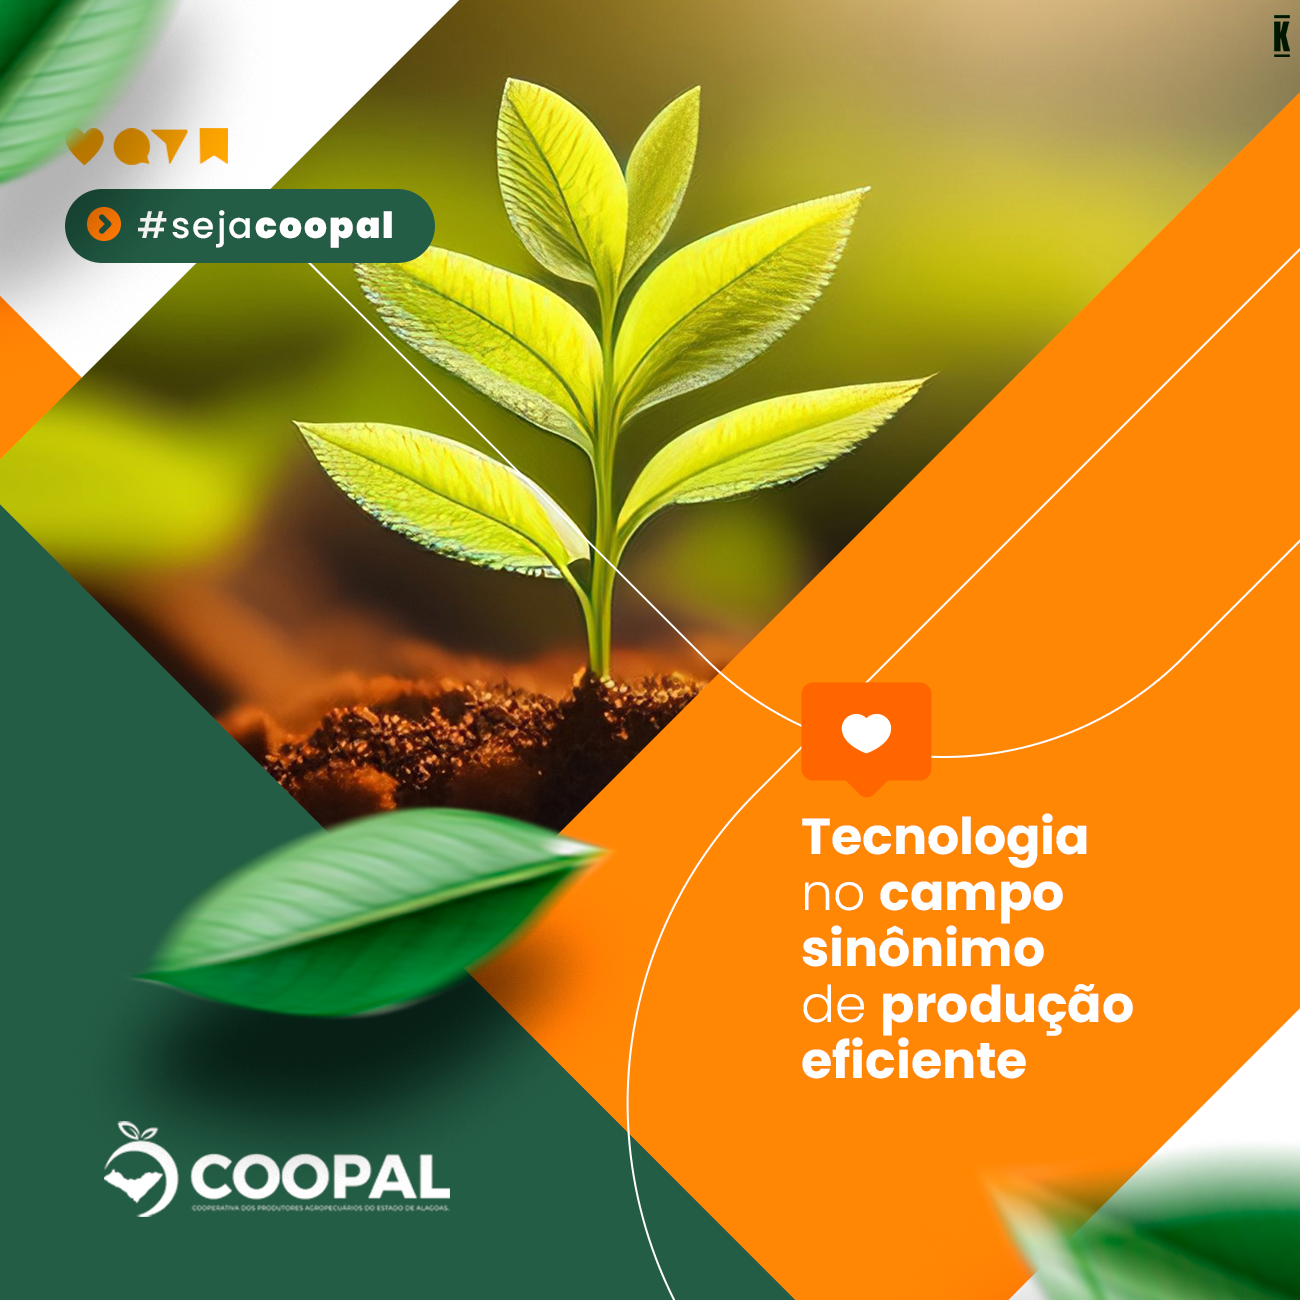 K
#sejacoopal
Tecnologia
no campo
sinônimo
de produção
eficiente
COOPAL
COOPERATIVA DOS PRODUTORES AGROPECUÁRIOS DO ESTADO DE ALAGOAS.